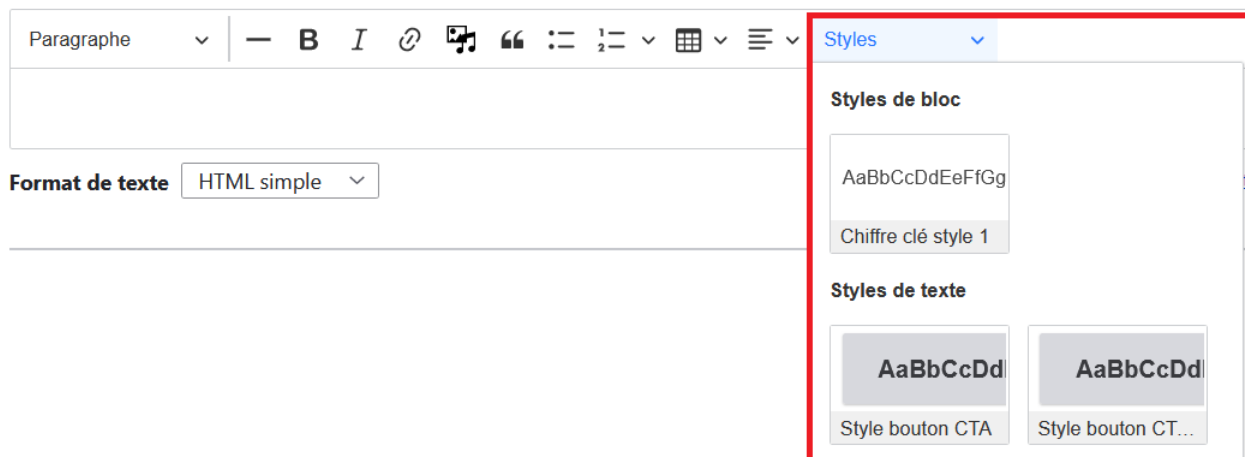 Paragraphe
Styles
Styles de bloc
AaBbCcDdEeFfGg
Chiffre clé style 1
Format de texte HTML simple
Styles de texte
AaBbCcDd
AaBbCcDd
Style bouton CTA
Style bouton CT...